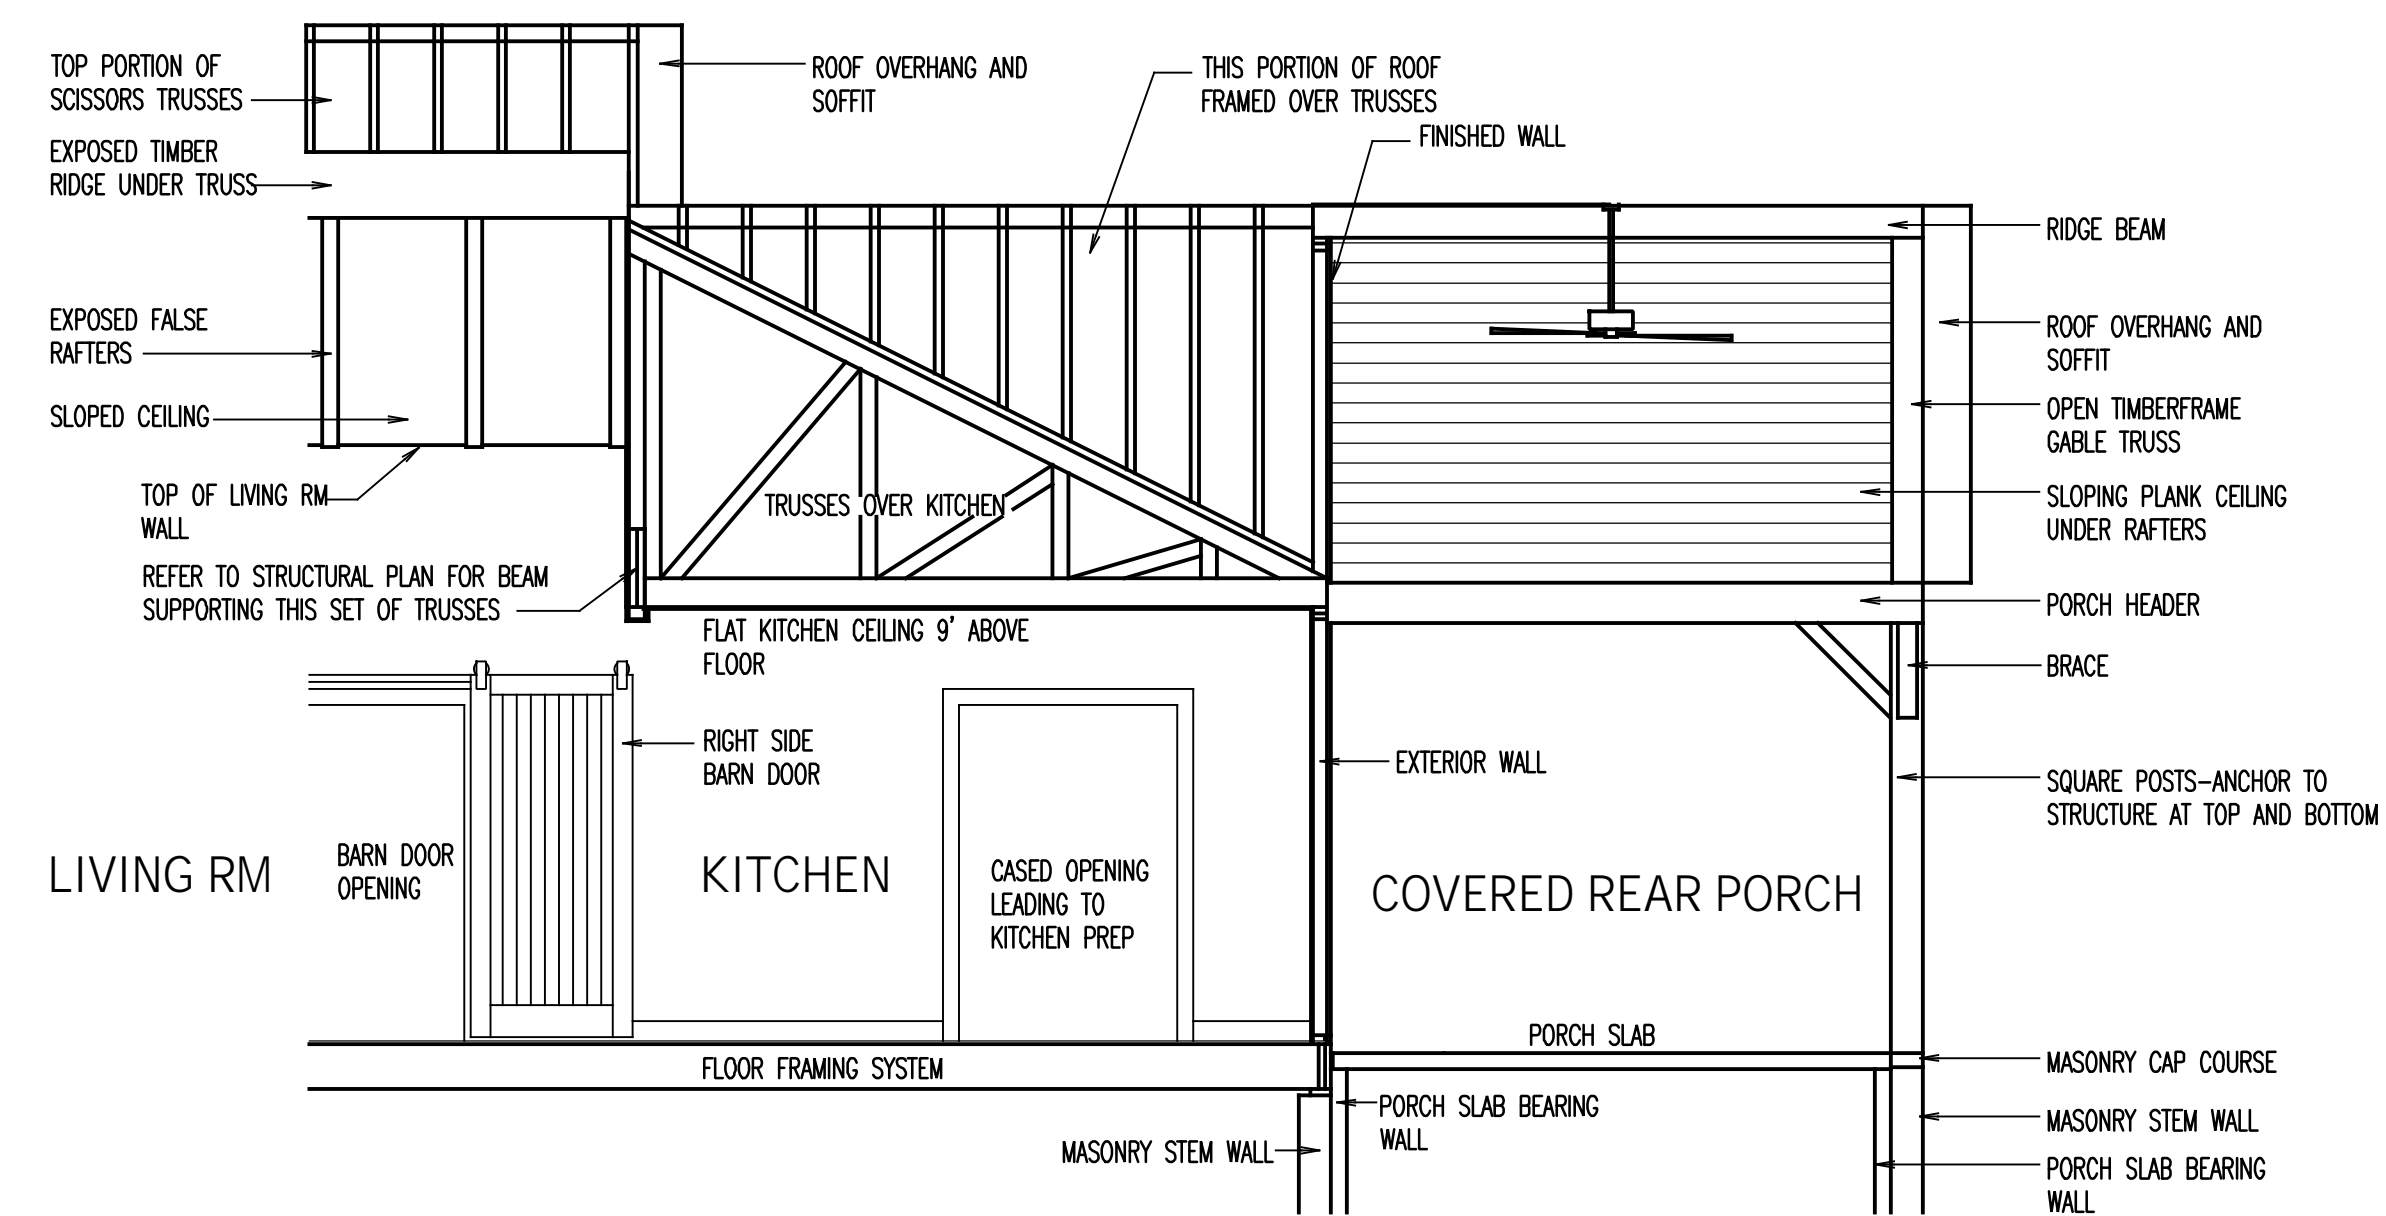 TOP PORTION OF
SCISSORS TRUSSES
EXPOSED TIMBER
RIDGE UNDER TRUSS
EXPOSED FALSE
RAFTERS
SLOPED CEILING
TOP OF LIVING RM
WALL
REFER TO STRUCTURAL PLAN FOR BEAM
SUPPORTING THIS SET OF TRUSSES
ROOF OVERHANG AND
SOFFIT
THIS PORTION OF ROOF
FRAMED OVER TRUSSES
FINISHED WALL
TRUSSES OVER KITCHEN
FLAT KITCHEN CEILING 9' ABOVE
FLOOR
RIGHT SIDE
BARN DOOR
LIVING RM
BARN DOOR
OPENING
KITCHEN
CASED OPENING
LEADING TO
KITCHEN PREP
EXTERIOR WALL
COVERED REAR PORCH
PORCH SLAB
FLOOR FRAMING SYSTEM
PORCH SLAB BEARING
WALL
MASONRY STEM WALL
RIDGE BEAM
ROOF OVERHANG AND
SOFFIT
OPEN TIMBERFRAME
GABLE TRUSS
SLOPING PLANK CEILING
UNDER RAFTERS
PORCH HEADER
BRACE
SQUARE POSTS-ANCHOR TO
STRUCTURE AT TOP AND BOTTOM
MASONRY CAP COURSE
MASONRY STEM WALL
PORCH SLAB BEARING
WALL